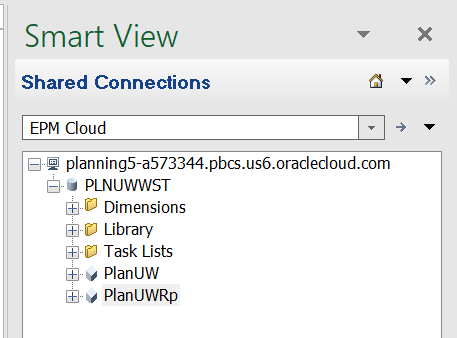 Smart View
Shared Connections
EPM Cloud
planning5-a573344.pbcs.us6.oraclecloud.com
PLNUWWST
Dimensions
Library
Task Lists
PlanUW
PlanUWRp